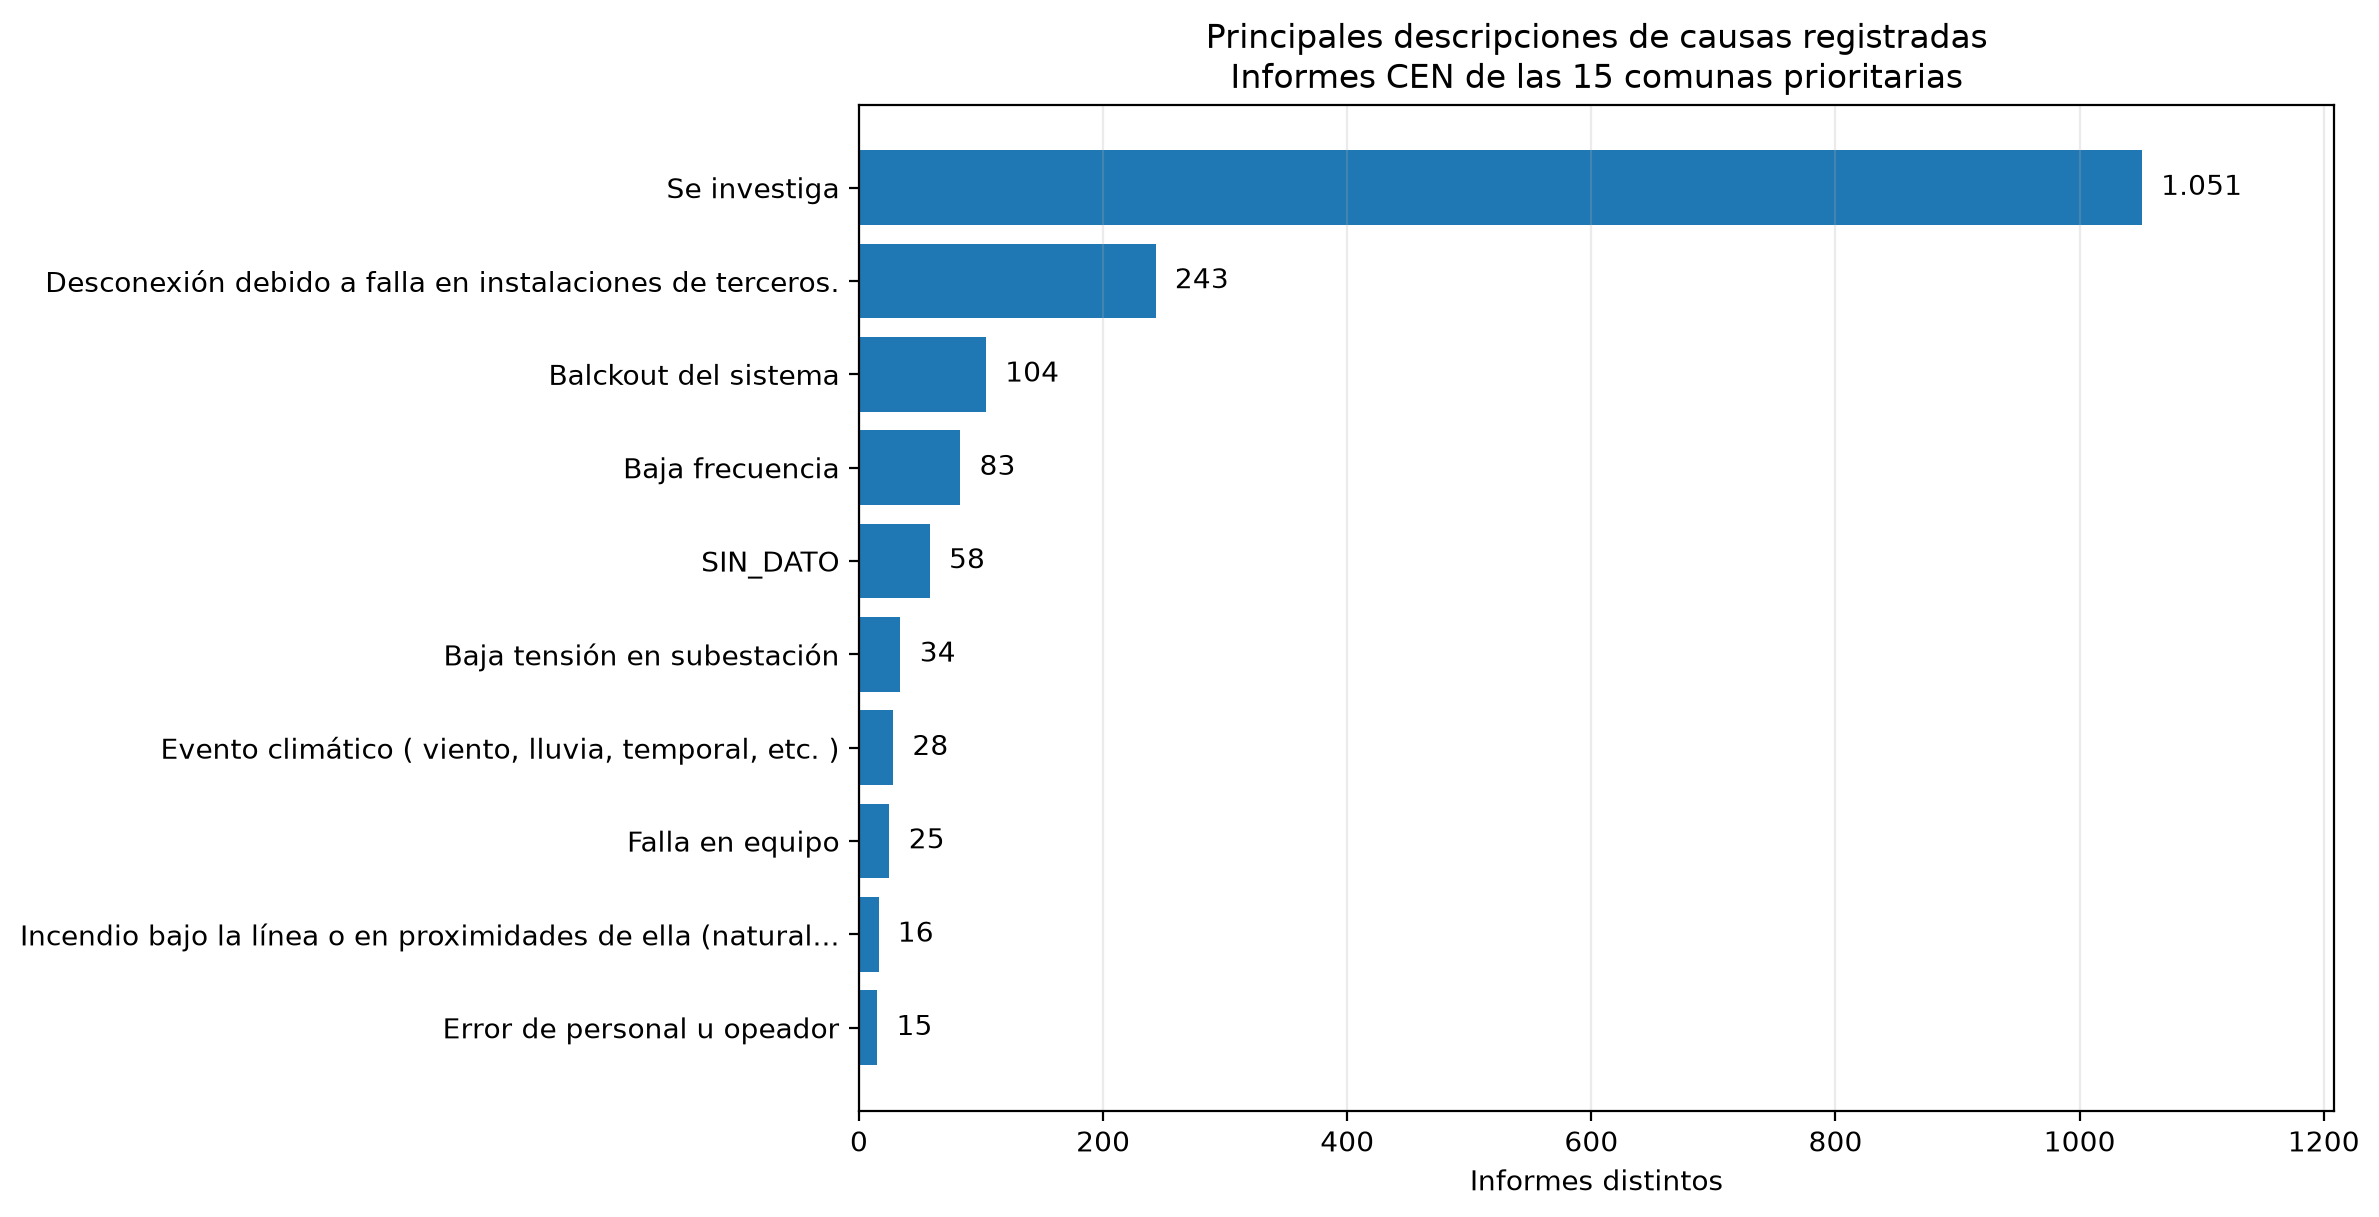 Principales descripciones de causas registradas
Informes CEN de las 15 comunas prioritarias
Se investiga 1.051
Desconexión debido a falla en instalaciones de terceros. 243
Balckout del sistema 104
Baja frecuencia 83
SIN_DATO 58
Baja tensión en subestación 34
Evento climático ( viento, lluvia, temporal, etc. ) 28
Falla en equipo 25
Incendio bajo la línea o en proximidades de ella (natural... 16
Error de personal u opeador 15
0 200 400 600 800 1000 1200
Informes distintos